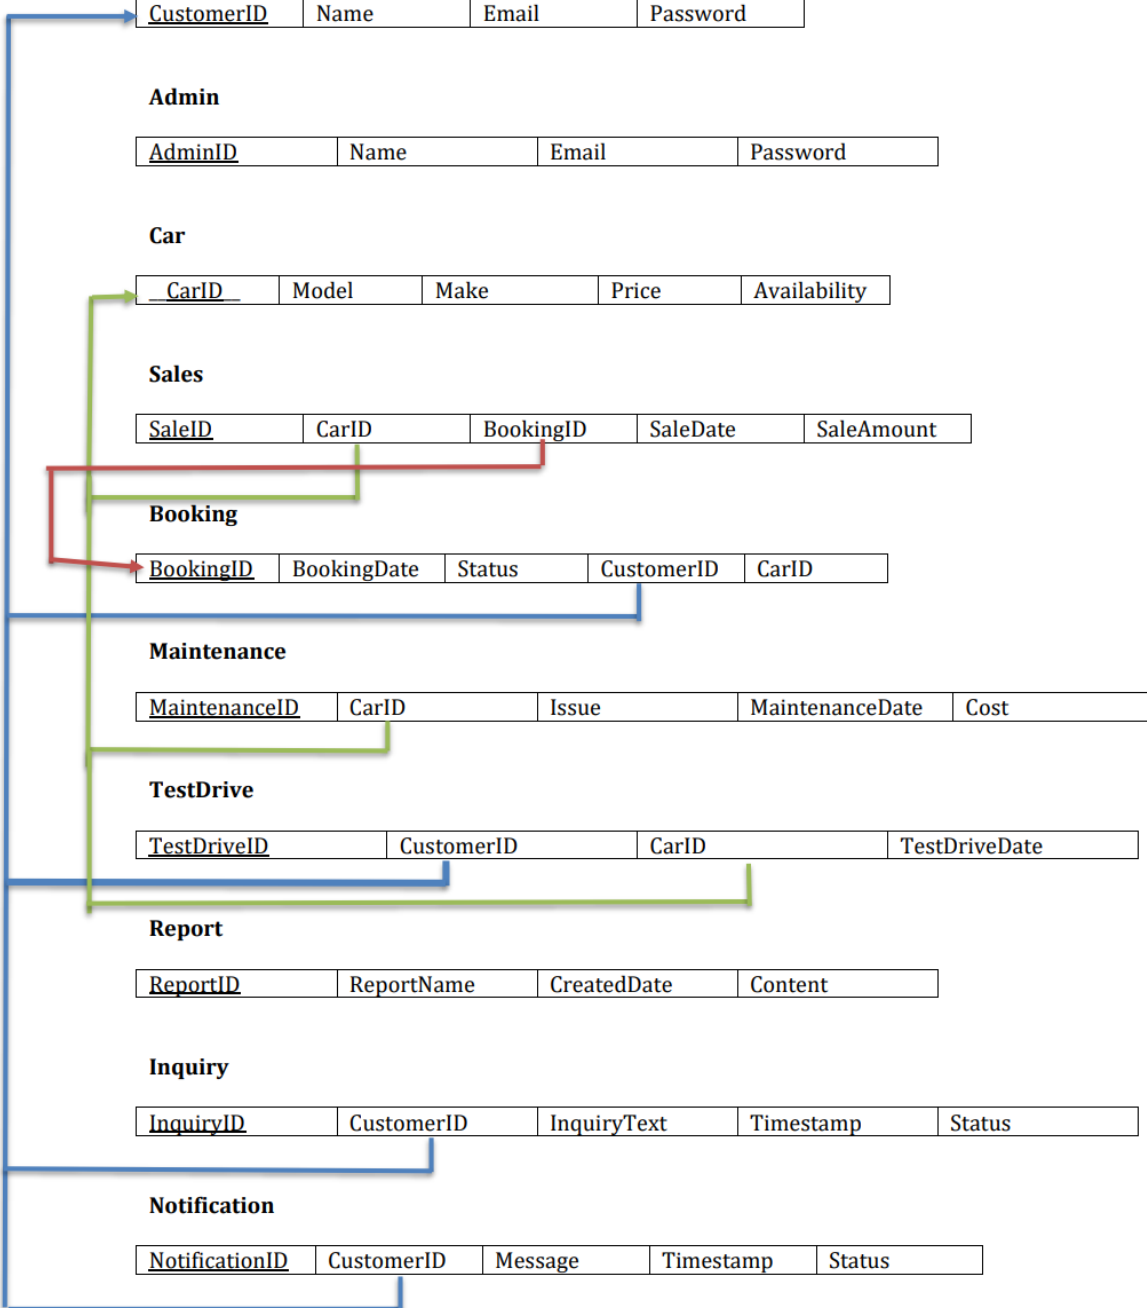 CustomerID Name Email Password
Admin
AdminID Name Email Password
Car
CarID Model Make Price Availability
Sales
SaleID CarID BookingID SaleDate SaleAmount
Booking
BookingID BookingDate Status CustomerID CarID
Maintenance
MaintenanceID CarID Issue MaintenanceDate Cost
TestDrive
TestDriveID CustomerID CarID TestDriveDate
Report
ReportID ReportName CreatedDate Content
Inquiry
InquiryID CustomerID InquiryText Timestamp Status
Notification
NotificationID CustomerID Message Timestamp Status